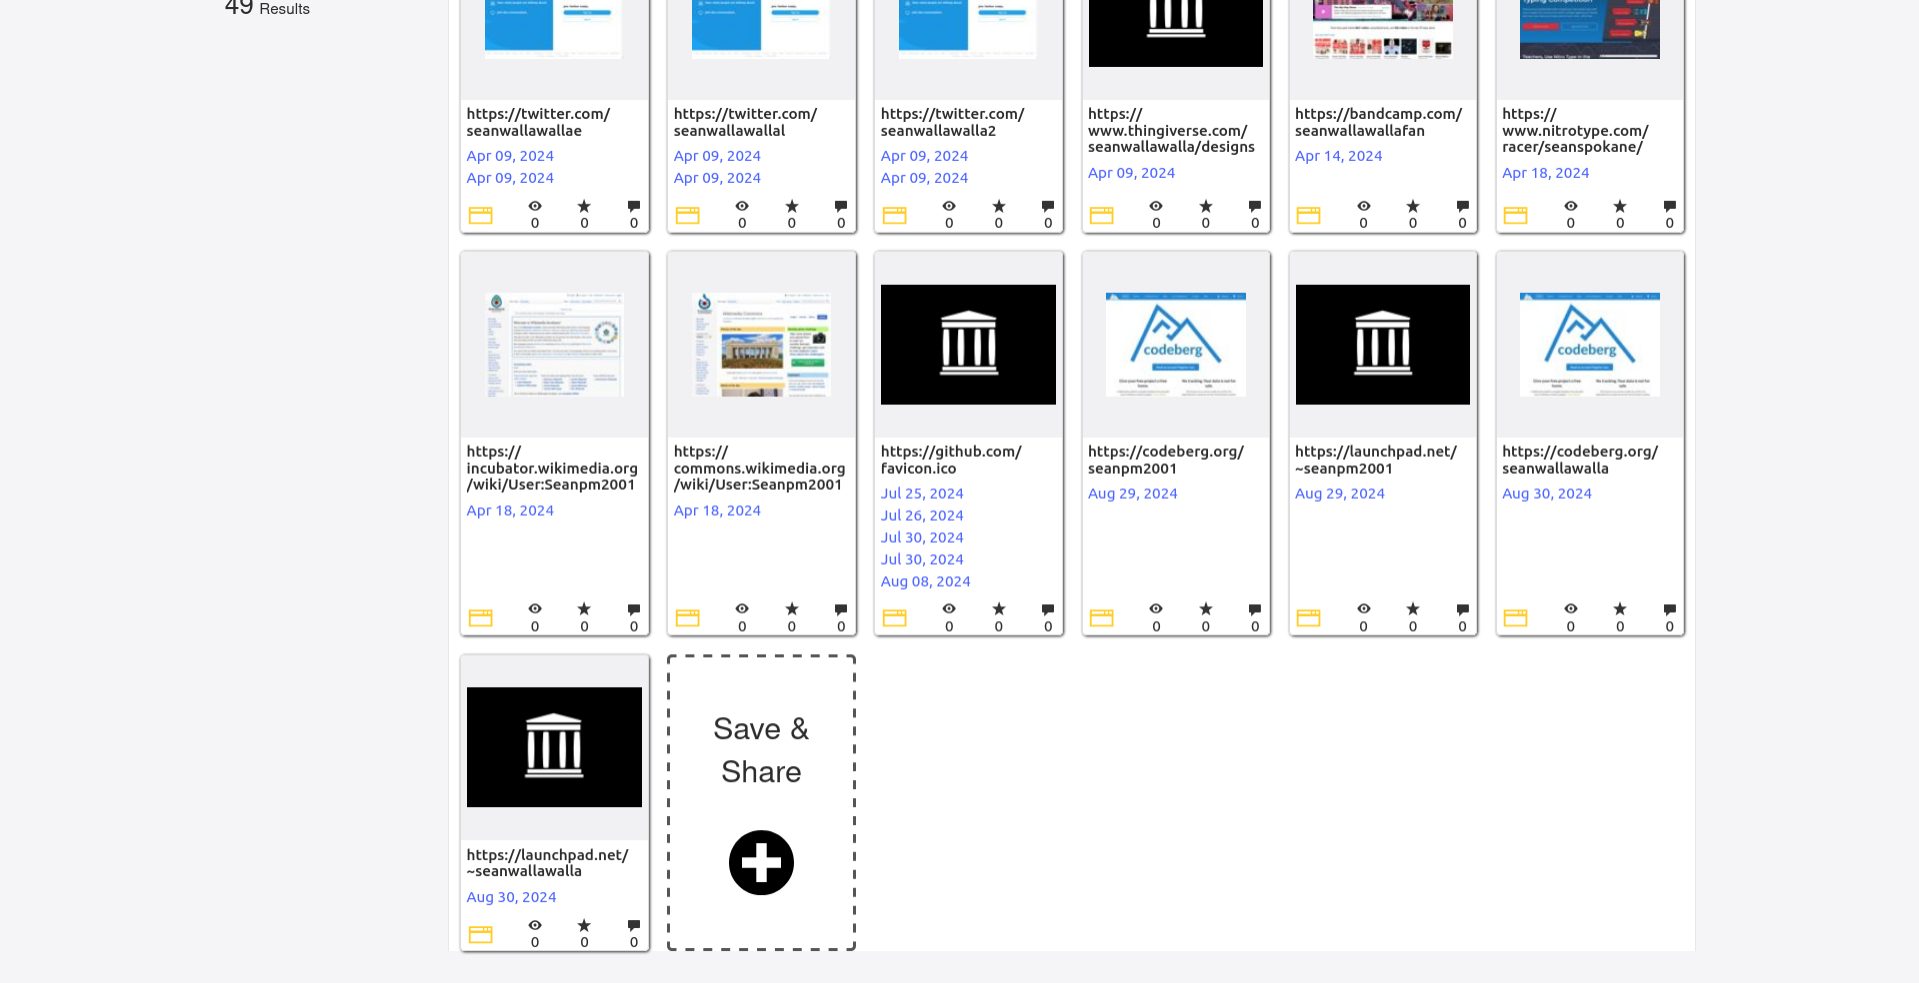 49 Results
https://twitter.com/
seanwallawallae
Apr 09, 2024
Apr 09, 2024
0 0 0
https://twitter.com/
seanwallawallal
Apr 09, 2024
Apr 09, 2024
0 0 0
https://twitter.com/
seanwallawalla2
Apr 09, 2024
Apr 09, 2024
0 0 0
https://
www.thingiverse.com/
seanwallawalla/designs
Apr 09, 2024
0 0 0
https://bandcamp.com/
seanwallawallafan
Apr 14, 2024
0 0 0
https://
www.nitrotype.com/
racer/seanspokane/
Apr 18, 2024
0 0 0
https://
incubator.wikimedia.org
/wiki/User:Seanpm2001
Apr 18, 2024
0 0 0
https://
commons.wikimedia.org
/wiki/User:Seanpm2001
Apr 18, 2024
0 0 0
https://github.com/
favicon.ico
Jul 25, 2024
Jul 26, 2024
Jul 30, 2024
Jul 30, 2024
Aug 08, 2024
0 0 0
codeberg
https://codeberg.org/
seanpm2001
Aug 29, 2024
0 0 0
https://launchpad.net/
~seanpm2001
Aug 29, 2024
0 0 0
codeberg
https://codeberg.org/
seanwallawalla
Aug 30, 2024
0 0 0
https://launchpad.net/
~seanwallawalla
Aug 30, 2024
0 0 0
Save &
Share